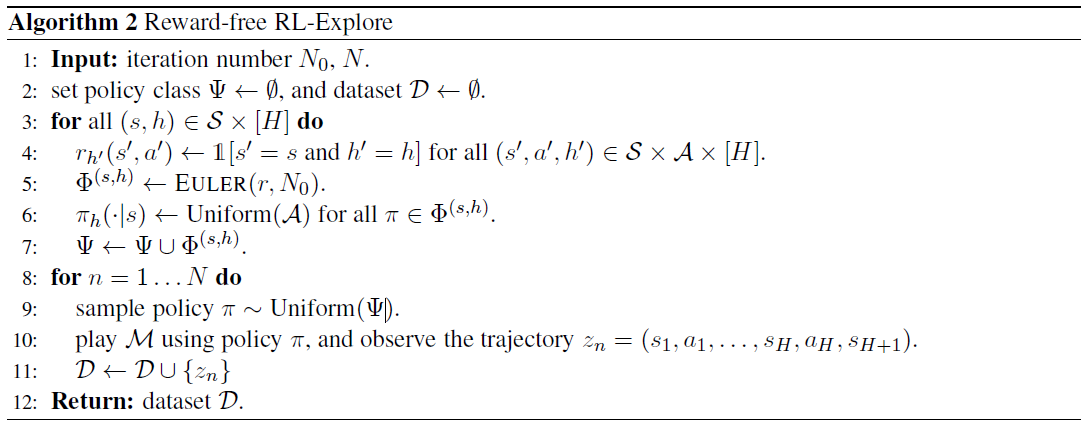 Algorithm 2 Reward-free RL-Explore
1: Input: iteration number N₀, N.
2: set policy class Ψ ← ∅, and dataset 𝒟 ← ∅.
3: for all (s, h) ∈ 𝒮 × [H] do
4: r_{h′}(s′, a′) ← 𝟙[s′ = s and h′ = h] for all (s′, a′, h′) ∈ 𝒮 × 𝒜 × [H].
5: Φ^{(s,h)} ← EULER(r, N₀).
6: π_h(·|s) ← Uniform(𝒜) for all π ∈ Φ^{(s,h)}.
7: Ψ ← Ψ ∪ Φ^{(s,h)}.
8: for n = 1 … N do
9: sample policy π ∼ Uniform(Ψ).
10: play ℳ using policy π, and observe the trajectory z_n = (s₁, a₁, …, s_H, a_H, s_{H+1}).
11: 𝒟 ← 𝒟 ∪ {z_n}
12: Return: dataset 𝒟.